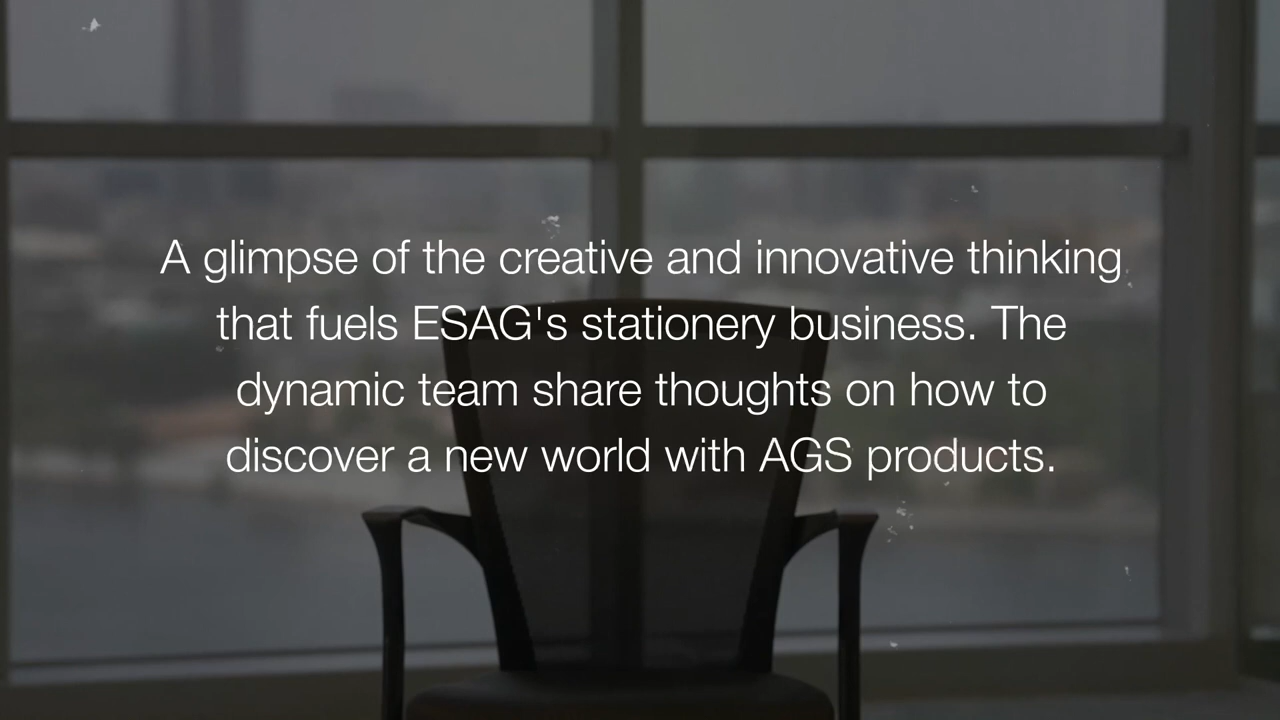 A glimpse of the creative and innovative thinking
that fuels ESAG's stationery business. The
dynamic team share thoughts on how to
discover a new world with AGS products.